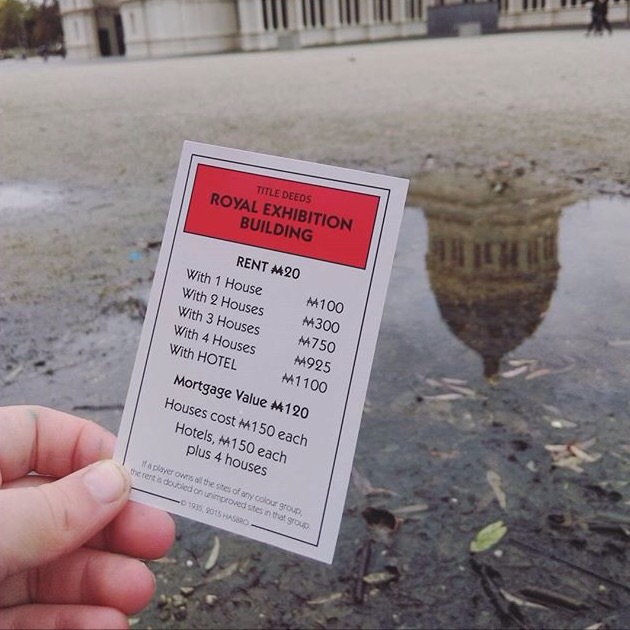 TITLE DEEDS
ROYAL EXHIBITION
BUILDING
RENT ₩20
With 1 House ₩100
With 2 Houses ₩300
With 3 Houses ₩750
With 4 Houses ₩925
With HOTEL ₩1100
Mortgage Value ₩120
Houses cost ₩150 each
Hotels, ₩150 each
plus 4 houses
If a player owns all the sites of any colour group,
the rent is doubled on unimproved sites in that group.
© 1935, 2015 HASBRO